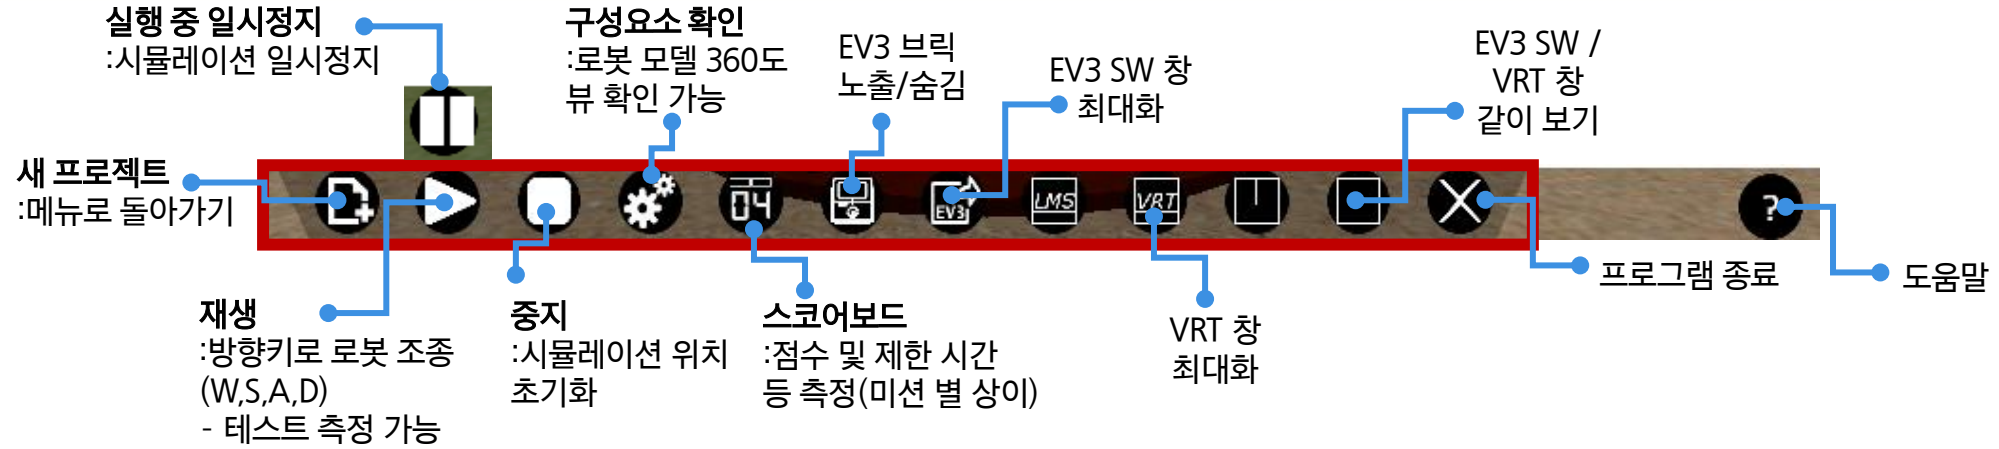 실행 중 일시정지
:시뮬레이션 일시정지
구성요소 확인
:로봇 모델 360도
뷰 확인 가능
EV3 브릭
노출/숨김
EV3 SW 창
최대화
EV3 SW /
VRT 창
같이 보기
새 프로젝트
:메뉴로 돌아가기
04
EV3
LMS
VRT
?
재생
:방향키로 로봇 조종
(W,S,A,D)
- 테스트 측정 가능
중지
:시뮬레이션 위치
초기화
스코어보드
:점수 및 제한 시간
등 측정(미션 별 상이)
VRT 창
최대화
프로그램 종료
도움말